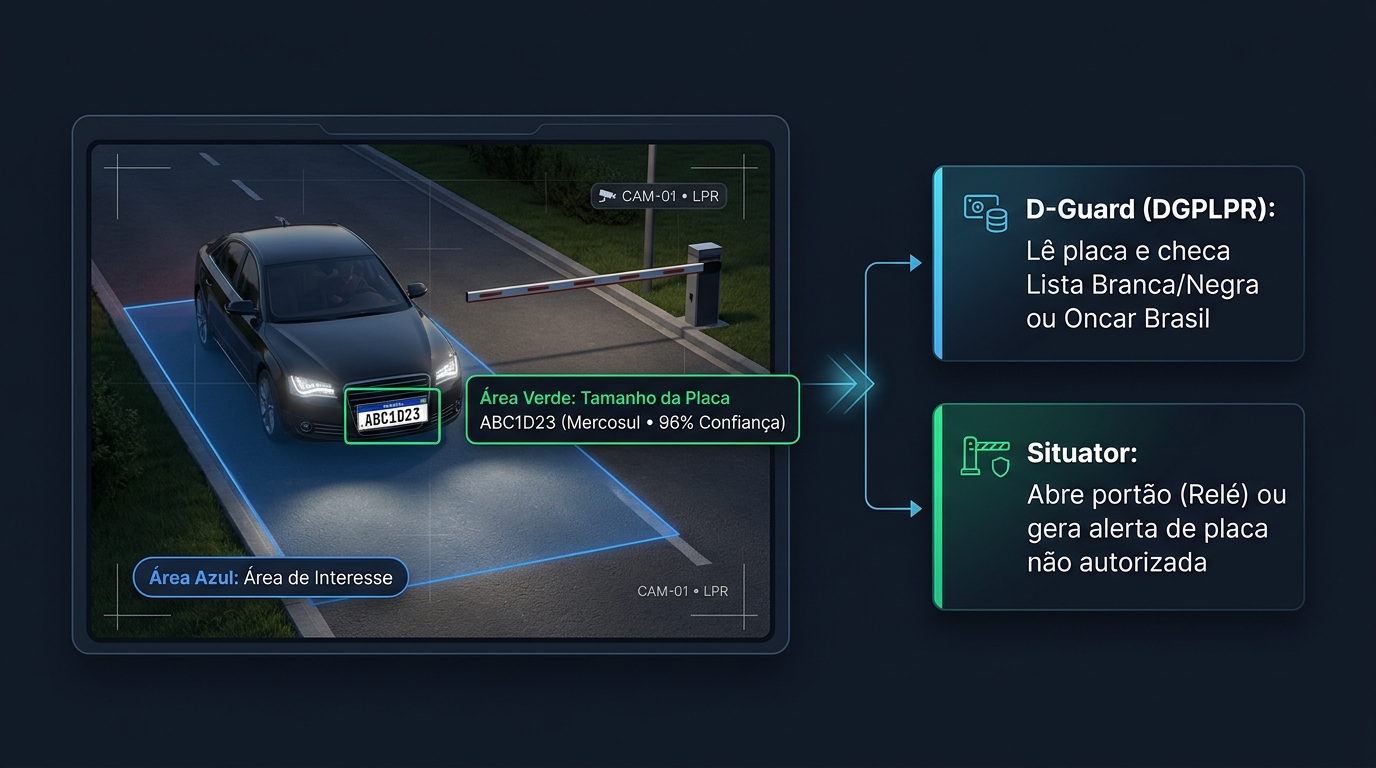 CAM-01 • LPR
ABC1D23
Área Verde: Tamanho da Placa
ABC1D23 (Mercosul • 96% Confiança)
Área Azul: Área de Interesse
CAM-01 • LPR
D-Guard (DGPLPR):
Lê placa e checa
Lista Branca/Negra
ou Oncar Brasil
Situator:
Abre portão (Relé) ou
gera alerta de placa
não autorizada